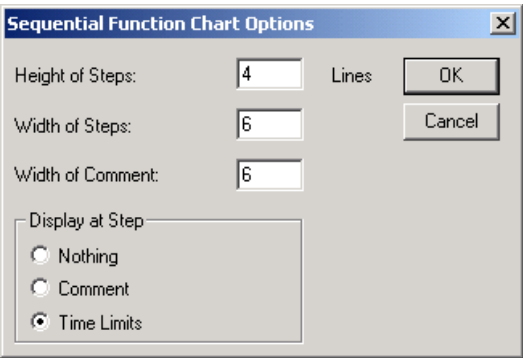 Sequential Function Chart Options
Height of Steps: 4 Lines OK
Width of Steps: 6 Cancel
Width of Comment: 6
Display at Step
Nothing
Comment
Time Limits